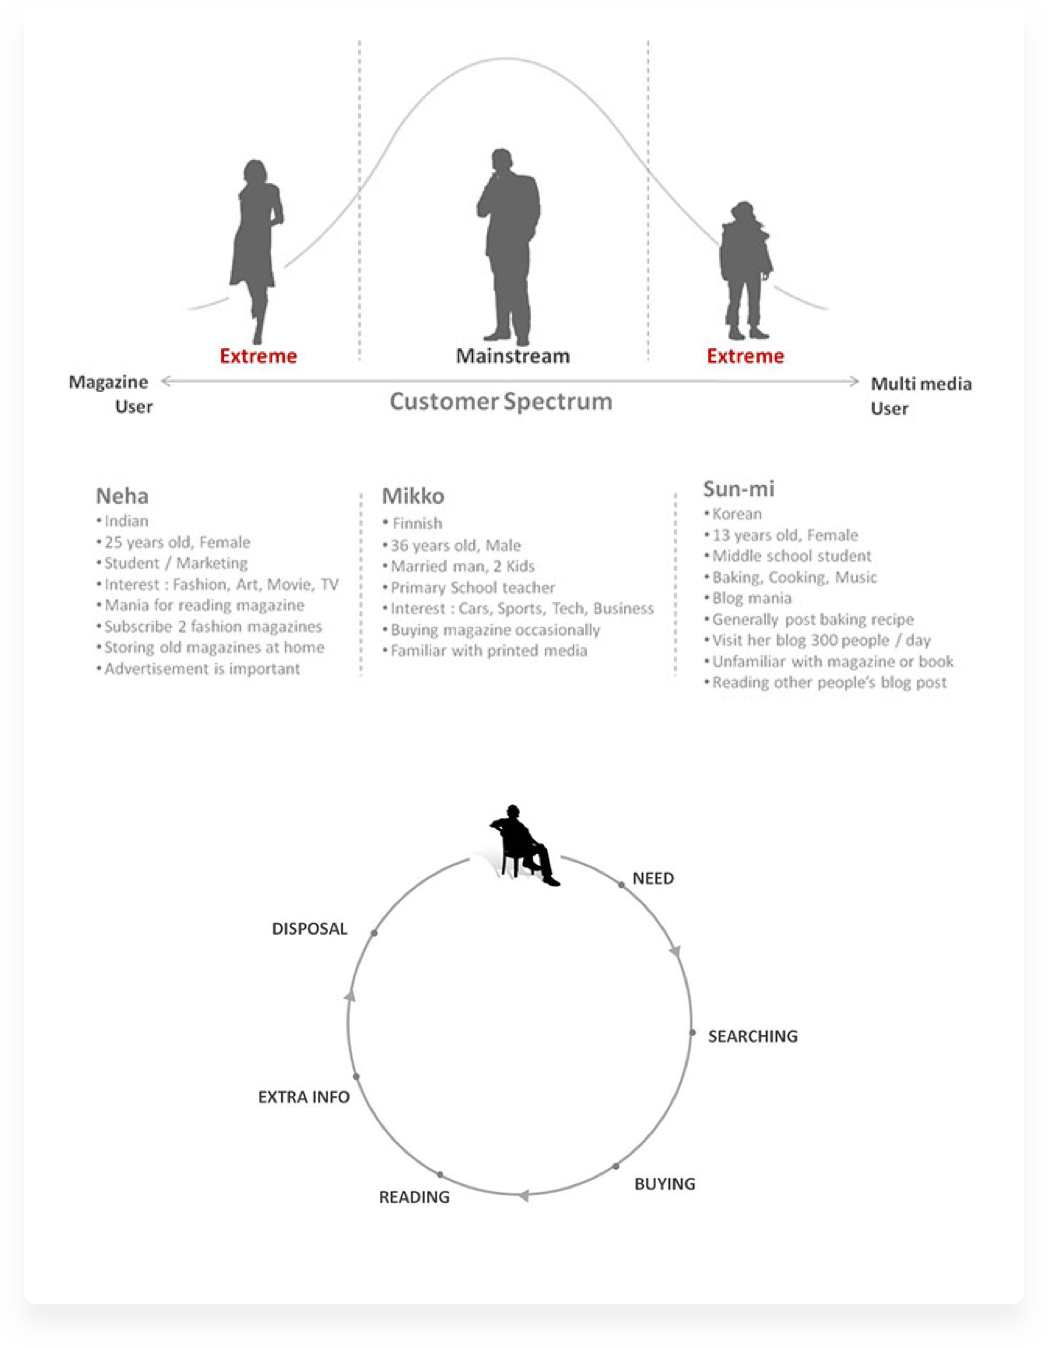 Extreme
Mainstream
Extreme
Magazine
User
Customer Spectrum
Multi media
User
Neha
• Indian
• 25 years old, Female
• Student / Marketing
• Interest : Fashion, Art, Movie, TV
• Mania for reading magazine
• Subscribe 2 fashion magazines
• Storing old magazines at home
• Advertisement is important
Mikko
• Finnish
• 36 years old, Male
• Married man, 2 Kids
• Primary School teacher
• Interest : Cars, Sports, Tech, Business
• Buying magazine occasionally
• Familiar with printed media
Sun-mi
• Korean
• 13 years old, Female
• Middle school student
• Baking, Cooking, Music
• Blog mania
• Generally post baking recipe
• Visit her blog 300 people / day
• Unfamiliar with magazine or book
• Reading other people's blog post
NEED
SEARCHING
BUYING
READING
EXTRA INFO
DISPOSAL